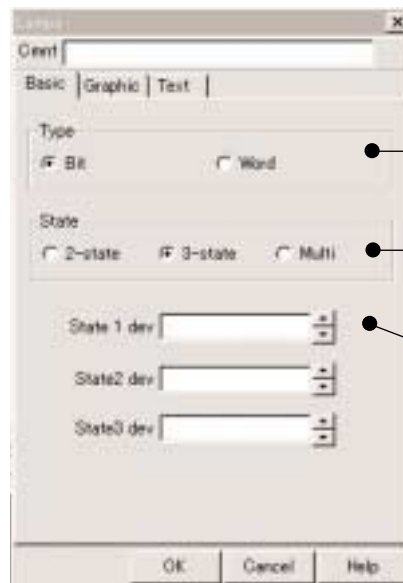 Cmnt
Basic Graphic Text
Type
Bit Word
State
2-state 3-state Multi
State 1 dev
State2 dev
State3 dev
OK Cancel Help